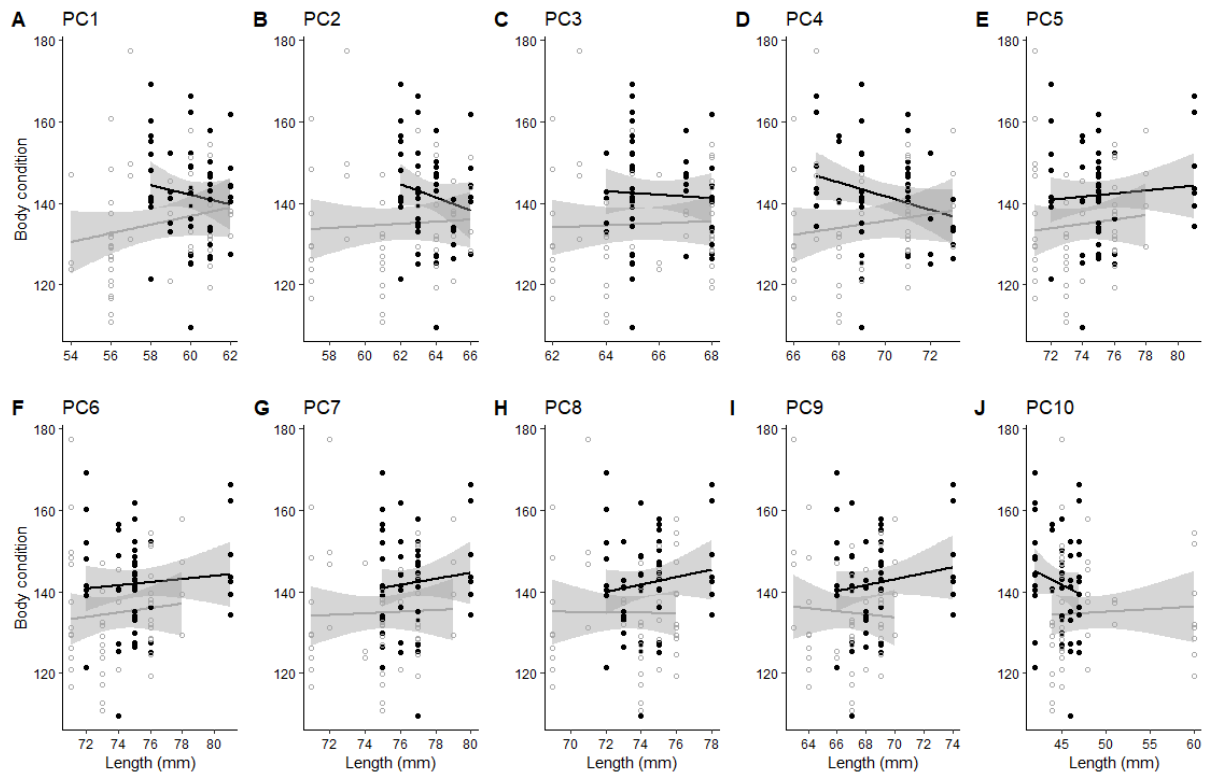 A PC1
B PC2
C PC3
D PC4
E PC5
180
160
140
120
Body condition
54 56 58 60 62
58 60 62 64 66
62 64 66 68
66 68 70 72
72 74 76 78 80
F PC6
G PC7
H PC8
I PC9
J PC10
180
160
140
120
Body condition
72 74 76 78 80
72 74 76 78 80
70 72 74 76 78
64 66 68 70 72 74
45 50 55 60
Length (mm)
Length (mm)
Length (mm)
Length (mm)
Length (mm)